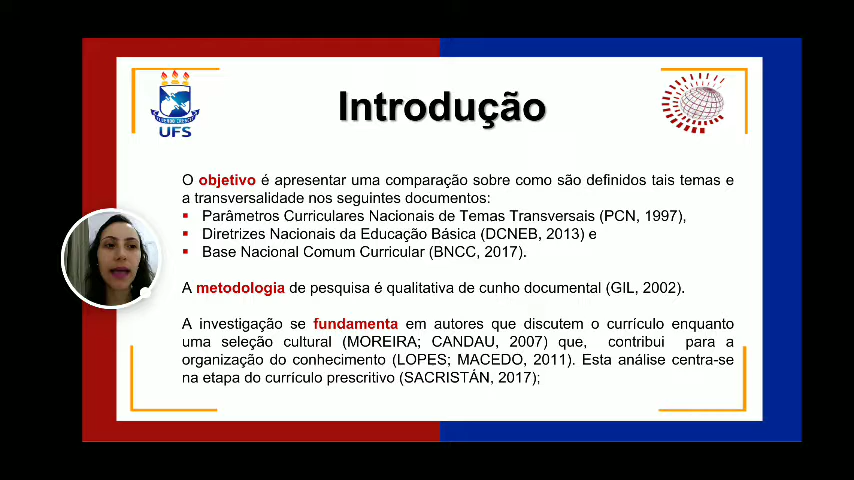 Introdução
UFS
O objetivo é apresentar uma comparação sobre como são definidos tais temas e
a transversalidade nos seguintes documentos:
Parâmetros Curriculares Nacionais de Temas Transversais (PCN, 1997),
Diretrizes Nacionais da Educação Básica (DCNEB, 2013) e
Base Nacional Comum Curricular (BNCC, 2017).
A metodologia de pesquisa é qualitativa de cunho documental (GIL, 2002).
A investigação se fundamenta em autores que discutem o currículo enquanto
uma seleção cultural (MOREIRA; CANDAU, 2007) que, contribui para a
organização do conhecimento (LOPES; MACEDO, 2011). Esta análise centra-se
na etapa do currículo prescritivo (SACRISTÁN, 2017);